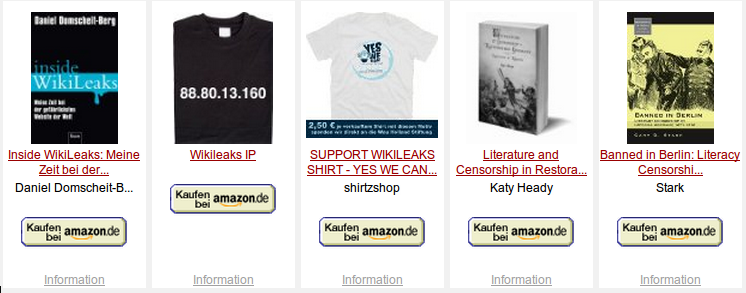 Daniel Domscheit-Berg
inside
WikiLeaks
Meine Zeit bei
der gefährlichsten
Website der Welt
Inside WikiLeaks: Meine
Zeit bei der...
Daniel Domscheit-B...
Kaufen
bei amazon.de
Information
88.80.13.160
Wikileaks IP
Kaufen
bei amazon.de
Information
YES
WE
2,50 € je verkauftem Shirt mit diesem Motiv
spenden wir direkt an die Wau Holland Stiftung
SUPPORT WIKILEAKS
SHIRT - YES WE CAN...
shirtzshop
Kaufen
bei amazon.de
Information
Literature and
Censorship in Restora...
Katy Heady
Kaufen
bei amazon.de
Information
BANNED IN BERLIN
Banned in Berlin: Literacy
Censorshi...
Stark
Kaufen
bei amazon.de
Information